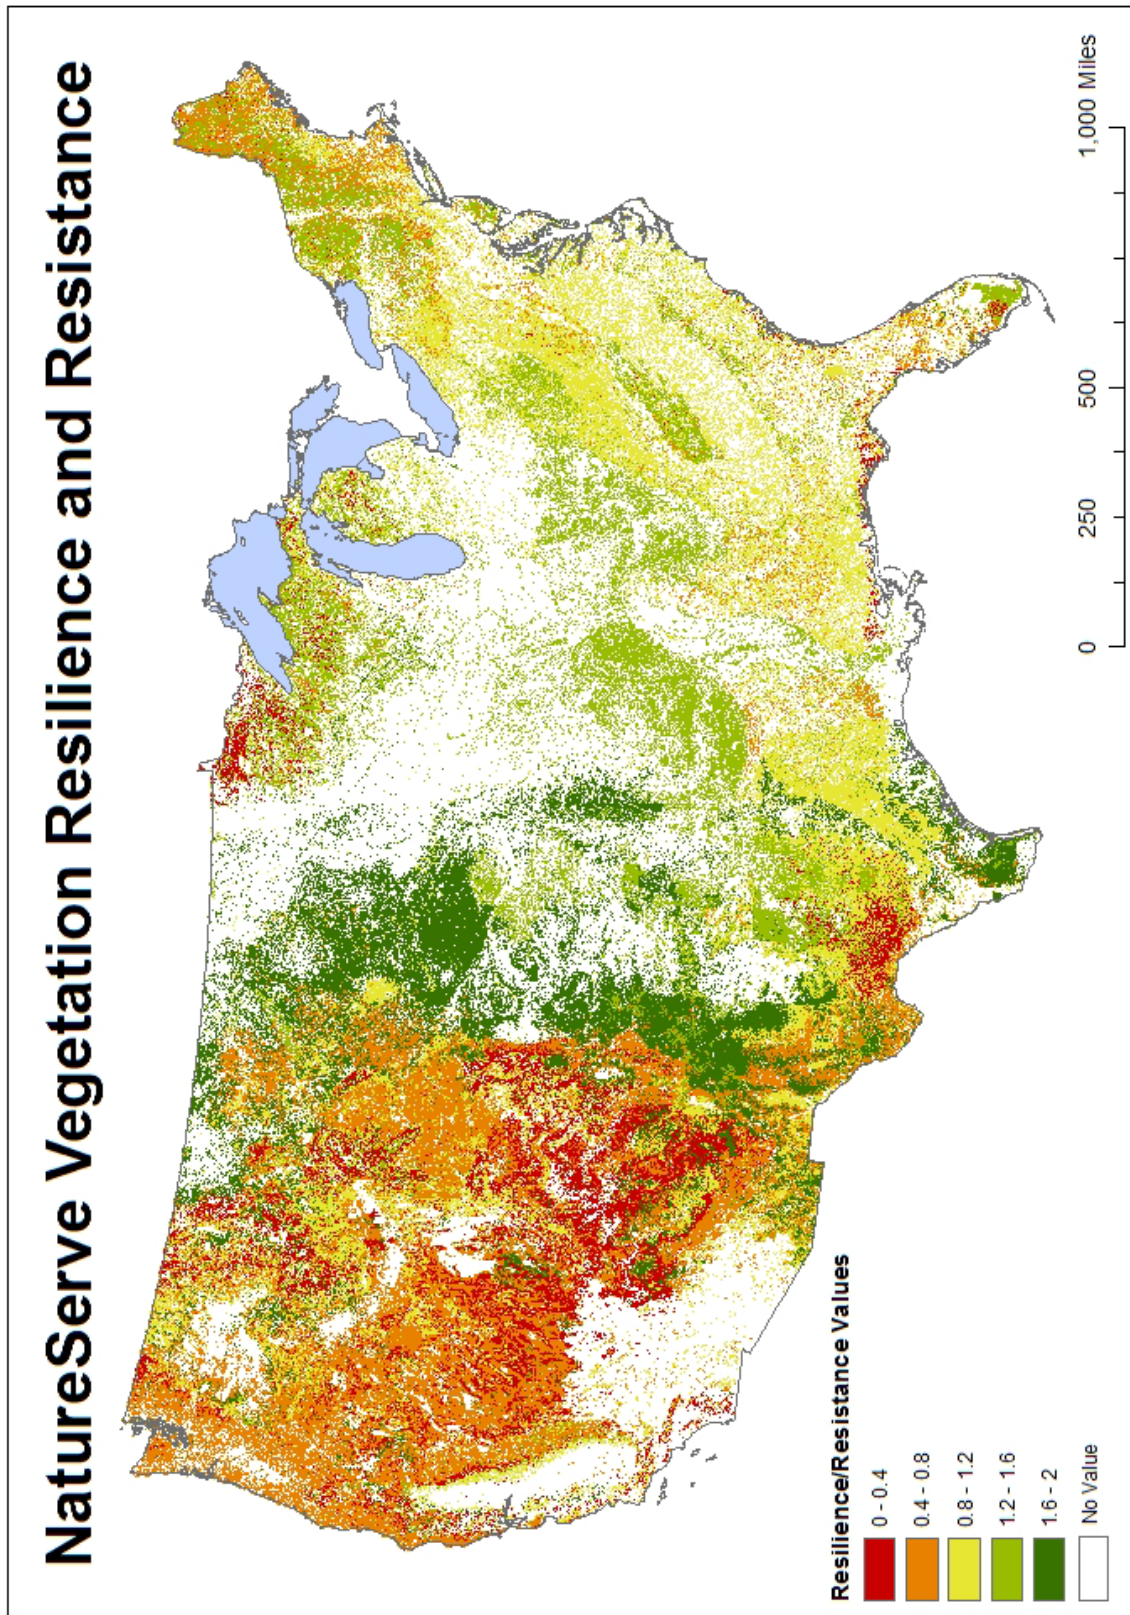 NatureServe Vegetation Resilience and Resistance
Resilience/Resistance Values
0 - 0.4
0.4 - 0.8
0.8 - 1.2
1.2 - 1.6
1.6 - 2
No Value
0 250 500 1,000 Miles